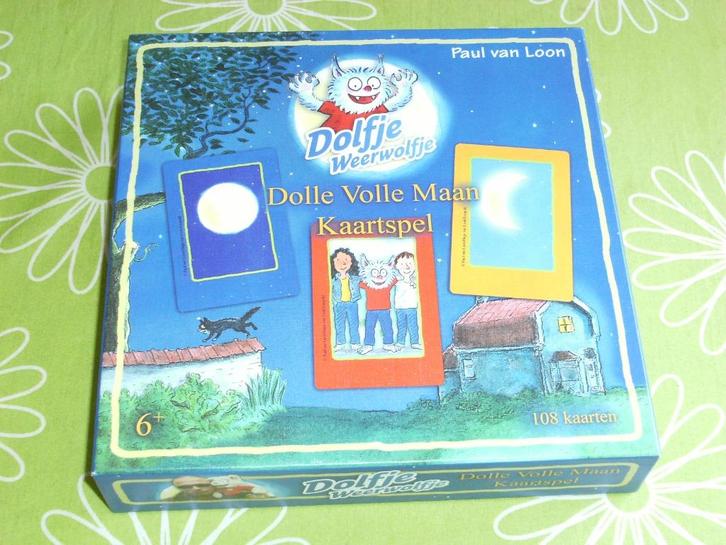 Paul van Loon
Dolfje
Weerwolfje
Dolle Volle Maan
Kaartspel
6+
108 kaarten
Dolfje
Weerwolfje
Dolle Volle Maan
Kaartspel